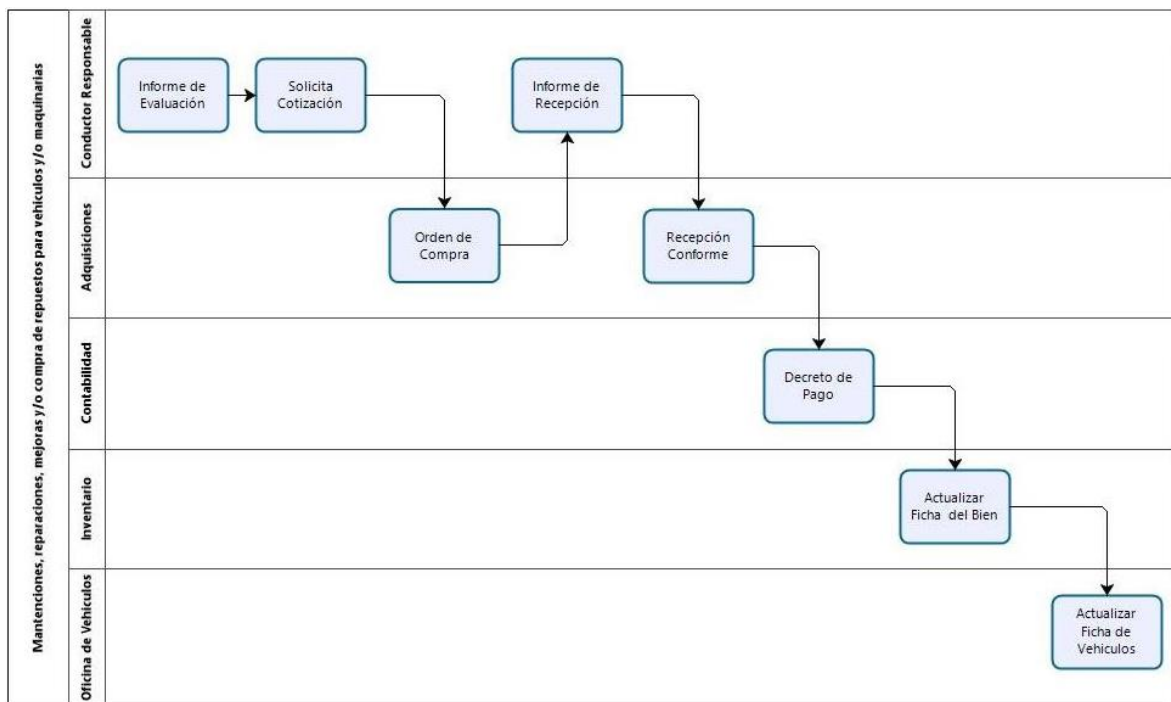 Mantenciones, reparaciones, mejoras y/o compra de repuestos para vehículos y/o maquinarias
Conductor Responsable
Informe de
Evaluación
Solicita
Cotización
Informe de
Recepción
Adquisiciones
Orden de
Compra
Recepción
Conforme
Contabilidad
Decreto de
Pago
Inventario
Actualizar
Ficha del Bien
Oficina de Vehiculos
Actualizar
Ficha de
Vehiculos